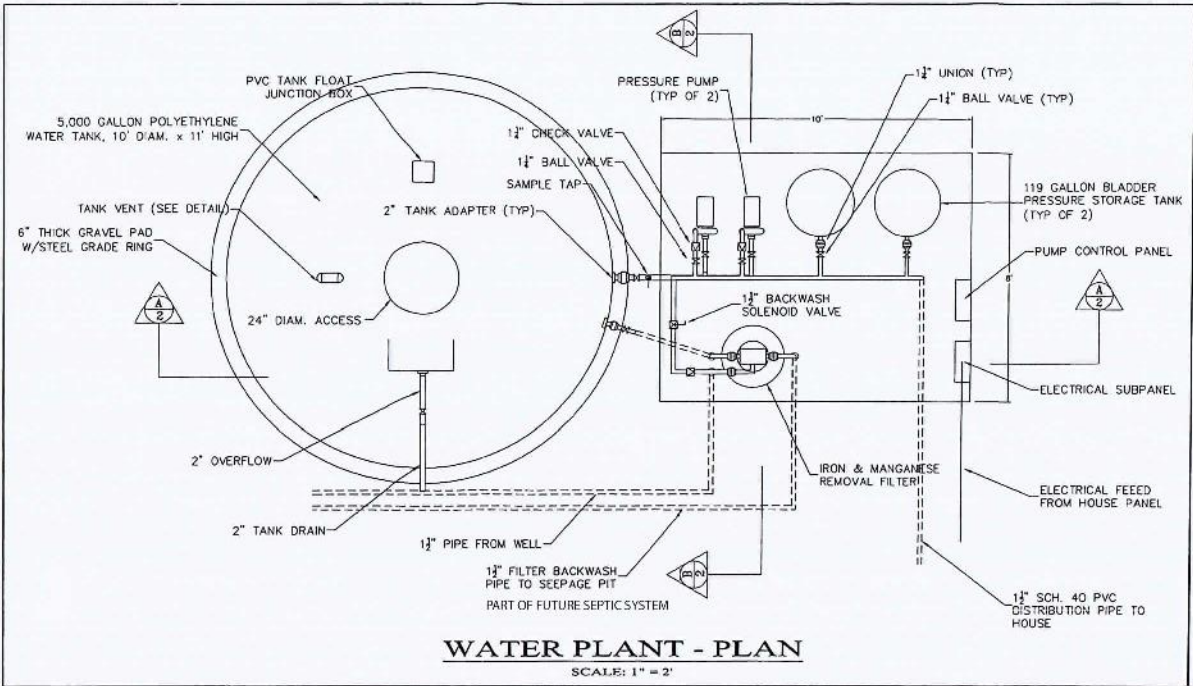 B
2
PVC TANK FLOAT
JUNCTION BOX
5,000 GALLON POLYETHYLENE
WATER TANK, 10' DIAM. x 11' HIGH
TANK VENT (SEE DETAIL)
6" THICK GRAVEL PAD
W/STEEL GRADE RING
A
2
24" DIAM. ACCESS
2" OVERFLOW
2" TANK DRAIN
PRESSURE PUMP
(TYP OF 2)
1¼" CHECK VALVE
1¼" BALL VALVE
SAMPLE TAP
2" TANK ADAPTER (TYP)
1¼" UNION (TYP)
1¼" BALL VALVE (TYP)
10'
8'
119 GALLON BLADDER
PRESSURE STORAGE TANK
(TYP OF 2)
PUMP CONTROL PANEL
A
2
1½" BACKWASH
SOLENOID VALVE
ELECTRICAL SUBPANEL
IRON & MANGANESE
REMOVAL FILTER
ELECTRICAL FEEED
FROM HOUSE PANEL
1½" PIPE FROM WELL
1½" FILTER BACKWASH
PIPE TO SEEPAGE PIT
PART OF FUTURE SEPTIC SYSTEM
B
2
1½" SCH. 40 PVC
DISTRIBUTION PIPE TO
HOUSE
WATER PLANT - PLAN
SCALE: 1" = 2'